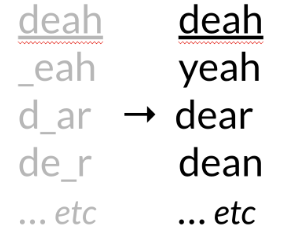 deah deah
_eah yeah
d_ar → dear
de_r dean
... etc ... etc